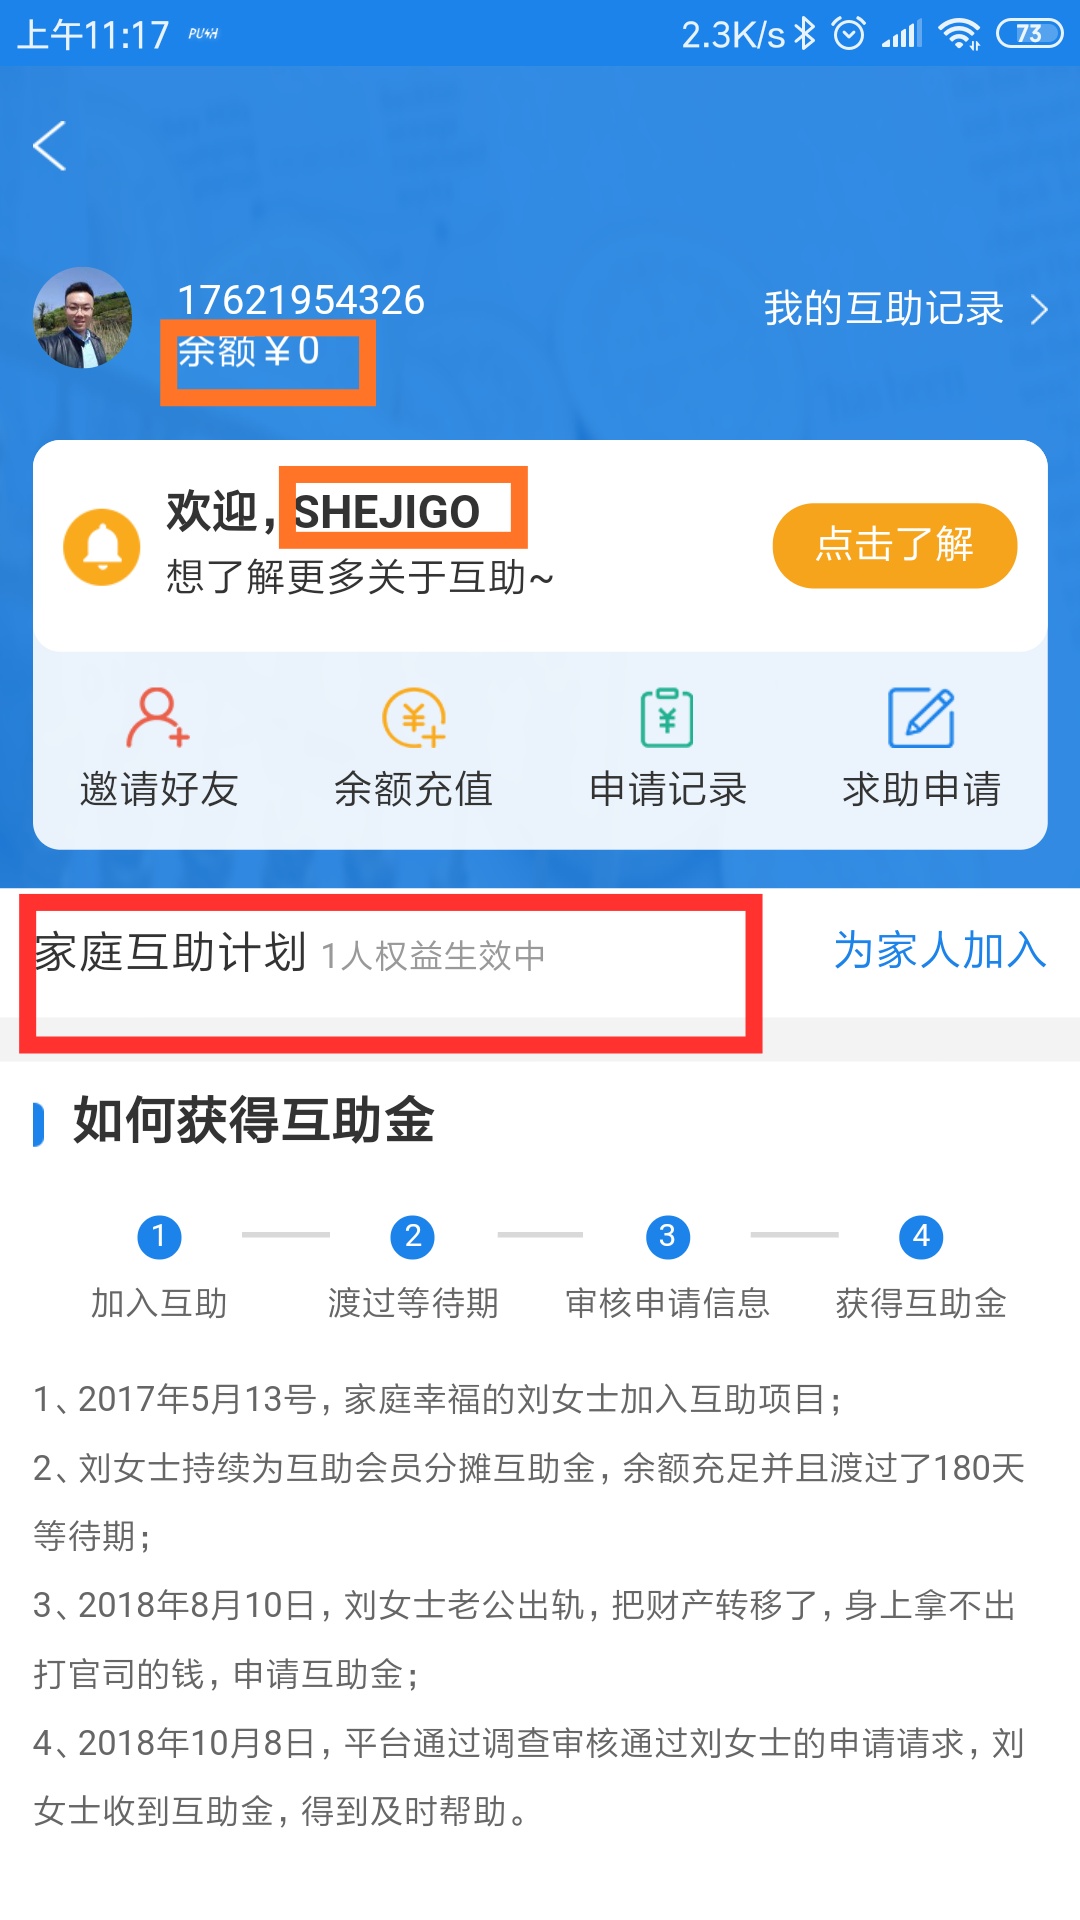 上午11:17 PUSH 2.3K/s 73
17621954326
余额￥0
我的互助记录
欢迎，SHEJIGO
想了解更多关于互助~
点击了解
邀请好友 余额充值 申请记录 求助申请
家庭互助计划 1人权益生效中 为家人加入
如何获得互助金
1 2 3 4
加入互助 渡过等待期 审核申请信息 获得互助金
1、2017年5月13号，家庭幸福的刘女士加入互助项目；
2、刘女士持续为互助会员分摊互助金，余额充足并且渡过了180天
等待期；
3、2018年8月10日，刘女士老公出轨，把财产转移了，身上拿不出
打官司的钱，申请互助金；
4、2018年10月8日，平台通过调查审核通过刘女士的申请请求，刘
女士收到互助金，得到及时帮助。